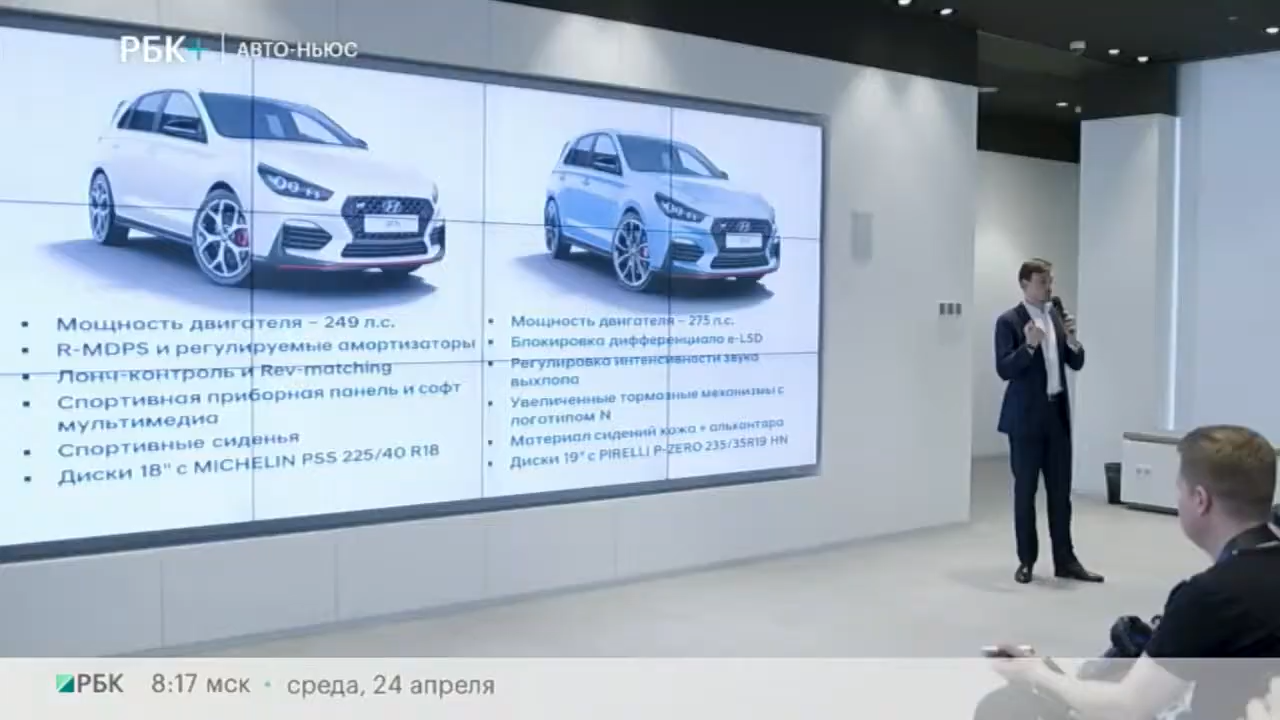 РБК+ АВТО-НЬЮС
Мощность двигателя – 249 л.с.
R-MDPS и регулируемые амортизаторы
Лонч-контроль и Rev-matching
Спортивная приборная панель и софт
мультимедиа
Спортивные сиденья
Диски 18" с MICHELIN PSS 225/40 R18
Мощность двигателя – 275 л.с.
Блокировка дифференциала e-LSD
Регулировка интенсивности звука
выхлопа
Увеличенные тормозные механизмы с
логотипом N
Материал сидений кожа + алькантара
Диски 19" с PIRELLI P-ZERO 235/35R19 HN
РБК 8:17 мск • среда, 24 апреля